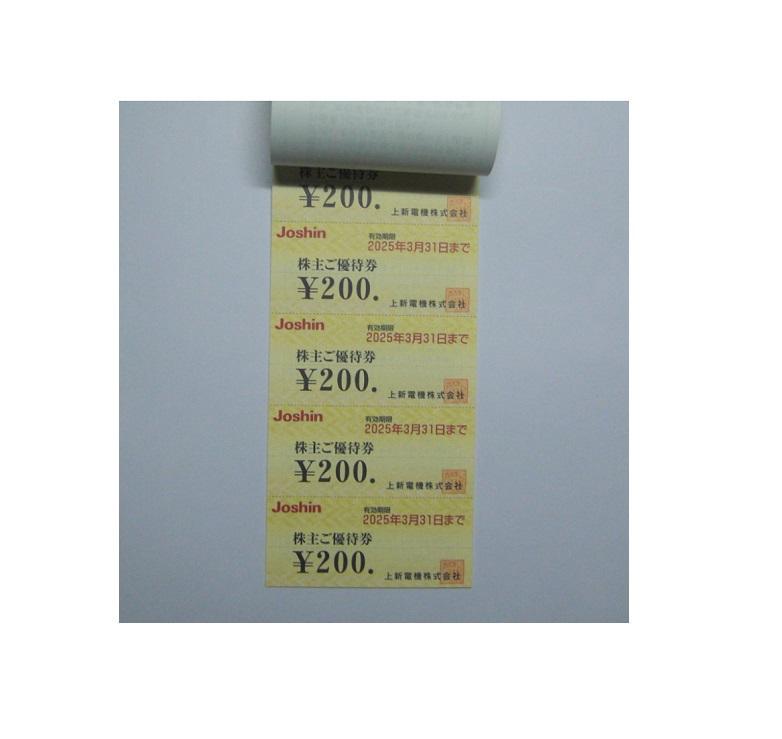 株主ご優待券
¥200.
上新電機株式会社
Joshin
有効期限
2025年3月31日まで
株主ご優待券
¥200.
上新電機株式会社
Joshin
有効期限
2025年3月31日まで
株主ご優待券
¥200.
上新電機株式会社
Joshin
有効期限
2025年3月31日まで
株主ご優待券
¥200.
上新電機株式会社
Joshin
有効期限
2025年3月31日まで
株主ご優待券
¥200.
上新電機株式会社